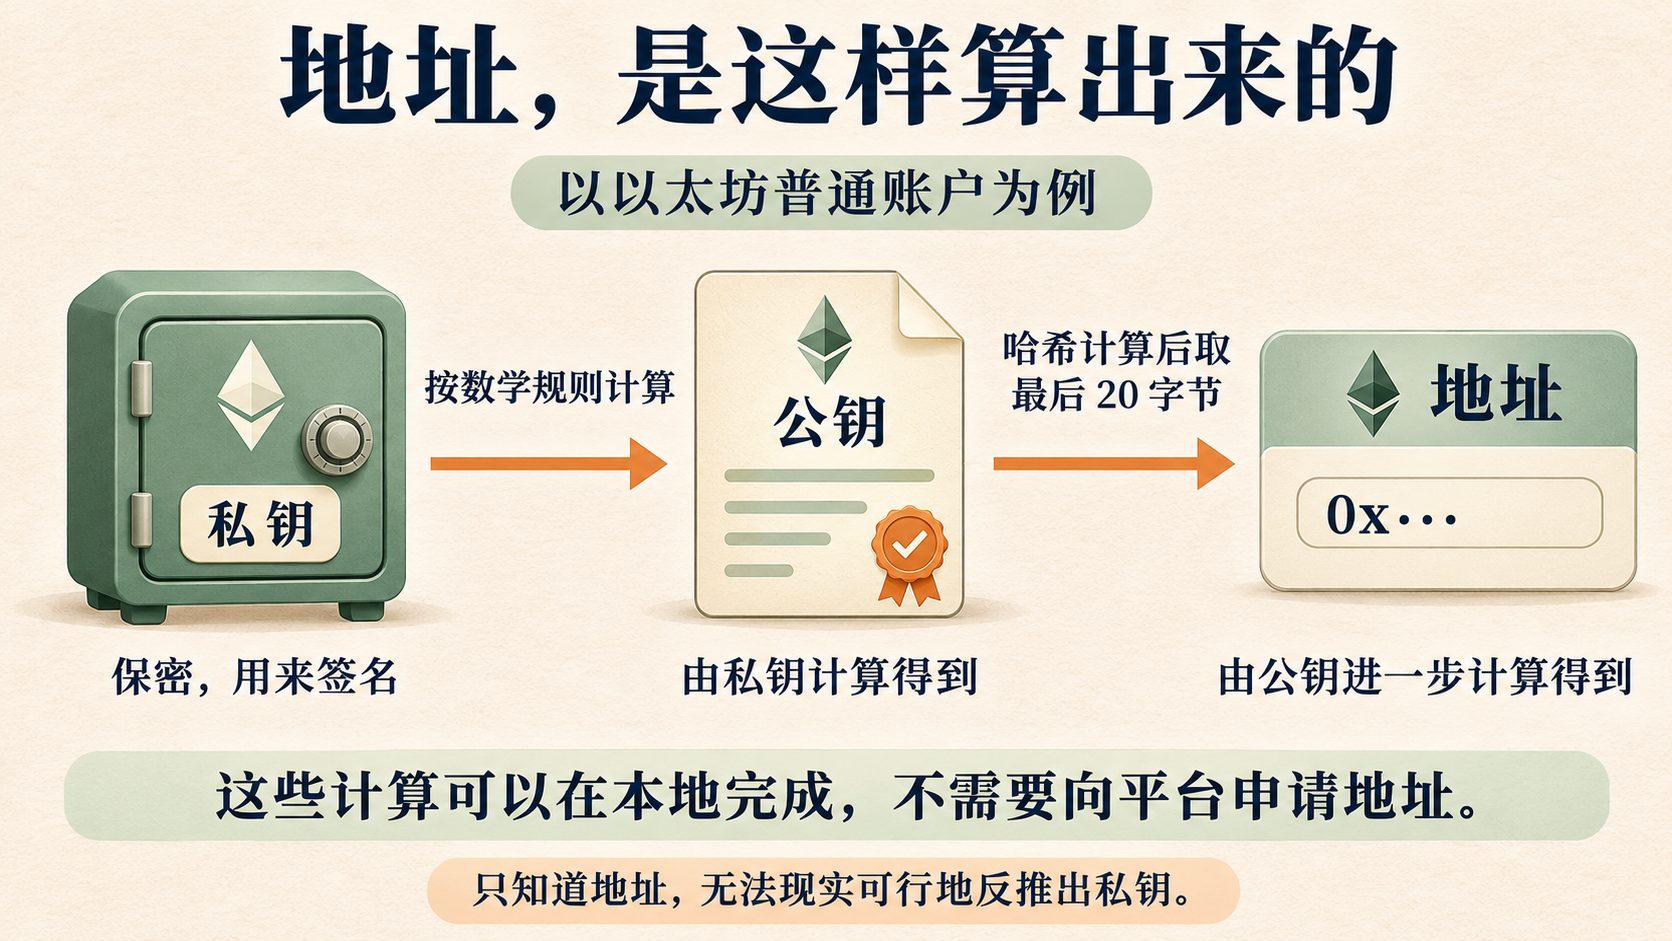 地址，是这样算出来的
以以太坊普通账户为例
私钥
按数学规则计算
公钥
哈希计算后取
最后 20 字节
地址
0x···
保密，用来签名
由私钥计算得到
由公钥进一步计算得到
这些计算可以在本地完成，不需要向平台申请地址。
只知道地址，无法现实可行地反推出私钥。